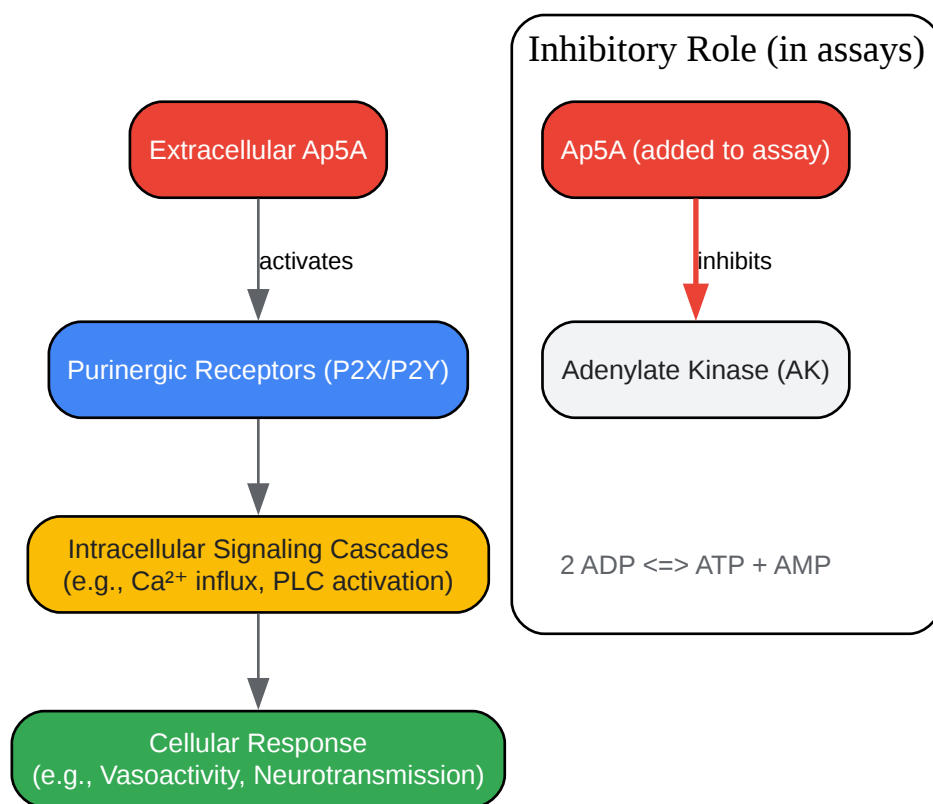 Extracellular Ap5A
activates
Purinergic Receptors (P2X/P2Y)
Intracellular Signaling Cascades
(e.g., Ca²⁺ influx, PLC activation)
Cellular Response
(e.g., Vasoactivity, Neurotransmission)
Inhibitory Role (in assays)
Ap5A (added to assay)
inhibits
Adenylate Kinase (AK)
2 ADP <=> ATP + AMP